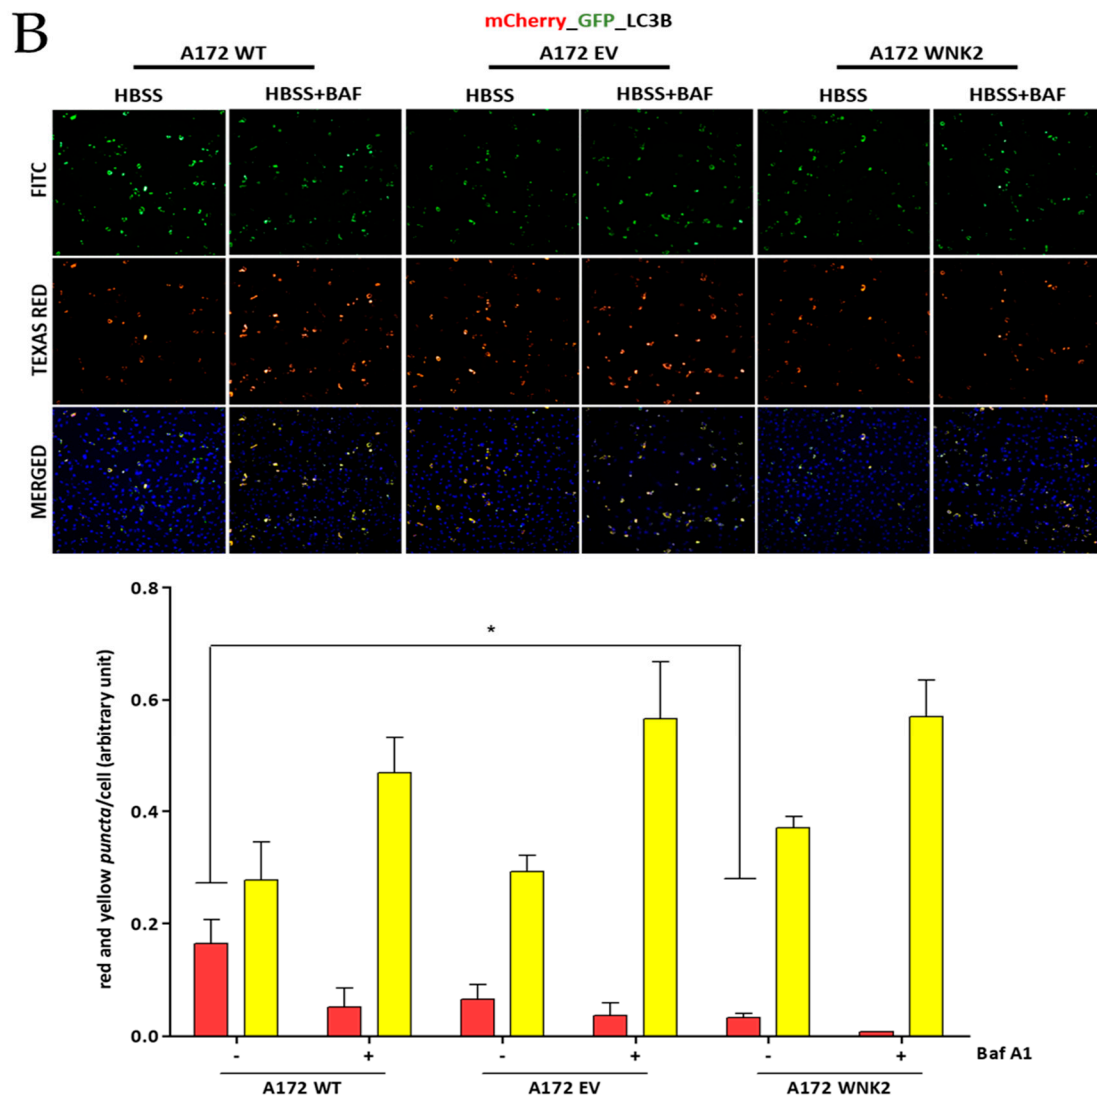 B
mCherry_GFP_LC3B
A172 WT
A172 EV
A172 WNK2
HBSS
HBSS+BAF
HBSS
HBSS+BAF
HBSS
HBSS+BAF
FITC
TEXAS RED
MERGED
0.8
0.6
0.4
0.2
0.0
red and yellow puncta/cell (arbitrary unit)
*
- + - + - + Baf A1
A172 WT
A172 EV
A172 WNK2